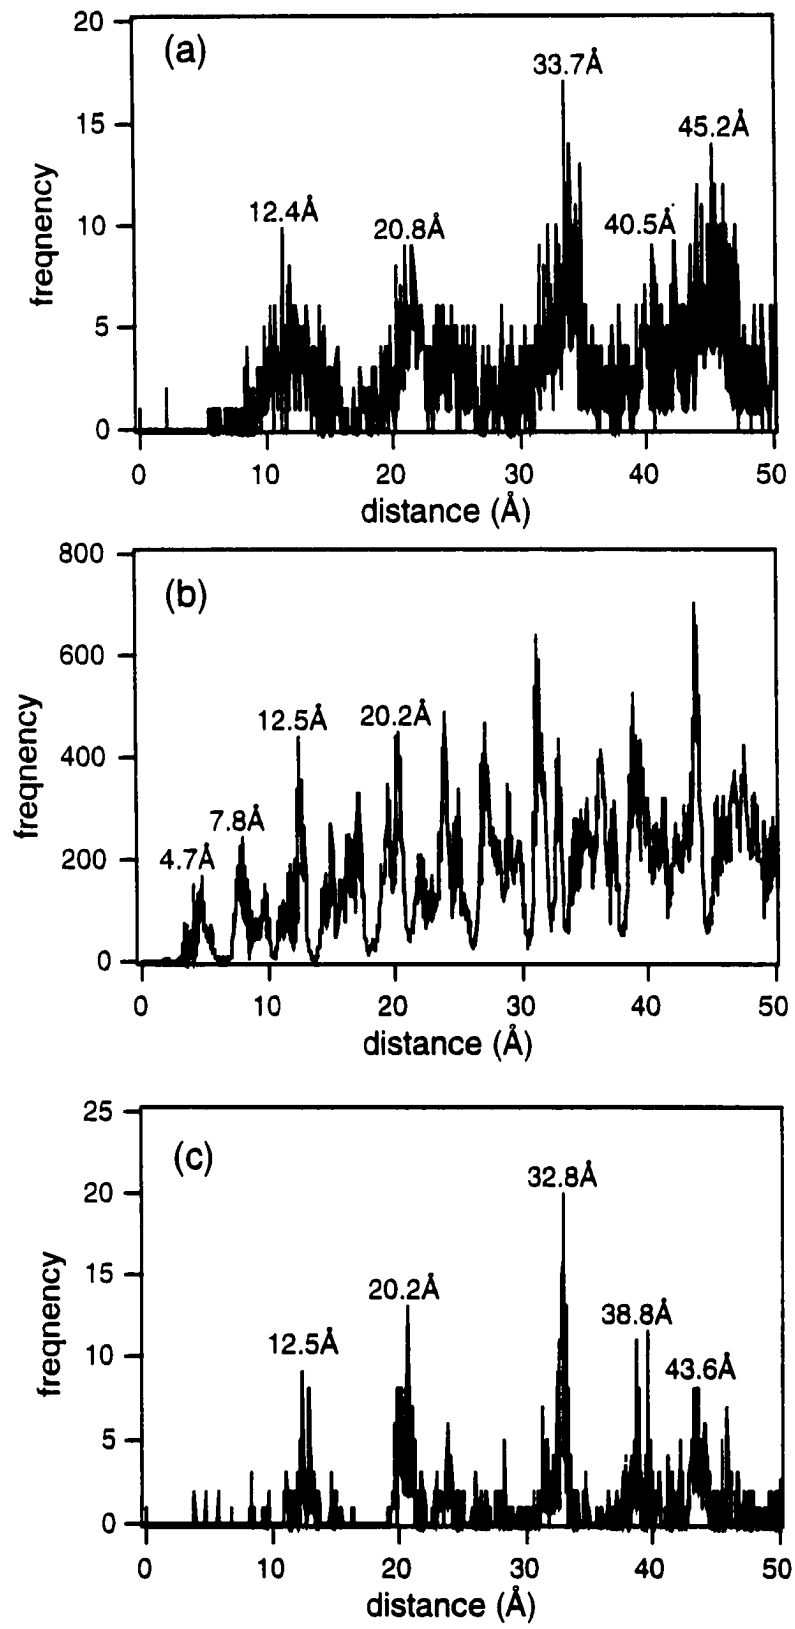 20
(a)
33.7Å
15
45.2Å
12.4Å
40.5Å
20.8Å
10
freqnency
5
0
0 10 20 30 40 50
distance (Å)
800
(b)
600
12.5Å
20.2Å
400
freqnency
7.8Å
4.7Å
200
0
0 10 20 30 40 50
distance (Å)
25
(c)
20
32.8Å
15
20.2Å
38.8Å
12.5Å
43.6Å
10
freqnency
5
0
0 10 20 30 40 50
distance (Å)